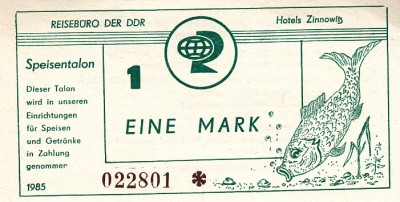 REISEBÜRO DER DDR
Hotels Zinnowitz
Speisentalon
Dieser Talon
wird in unseren
Einrichtungen
für Speisen
und Getränke
in Zahlung
genommen
1985
1
EINE MARK
022801 *